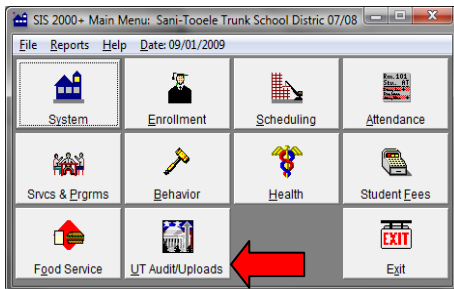 SIS 2000+ Main Menu: Sani-Tooele Trunk School Distric 07/08
File Reports Help Date: 09/01/2009
System Enrollment Scheduling Attendance
Srvcs & Prgrms Behavior Health Student Fees
EXIT
Food Service UT Audit/Uploads Exit